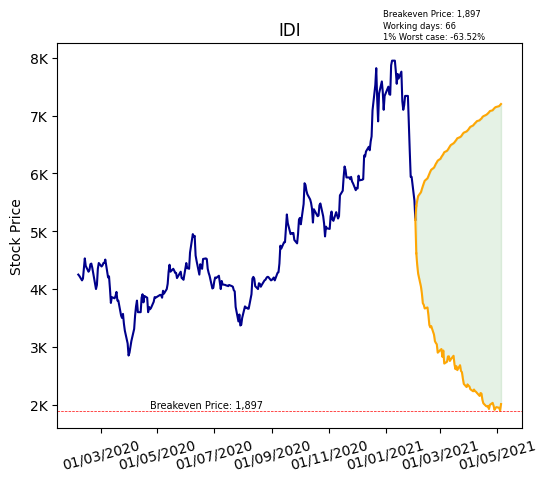 Breakeven Price: 1,897
Working days: 66
1% Worst case: -63.52%
IDI
8K
7K
6K
5K
4K
3K
2K
Stock Price
Breakeven Price: 1,897
01/03/2020
01/05/2020
01/07/2020
01/09/2020
01/11/2020
01/01/2021
01/03/2021
01/05/2021